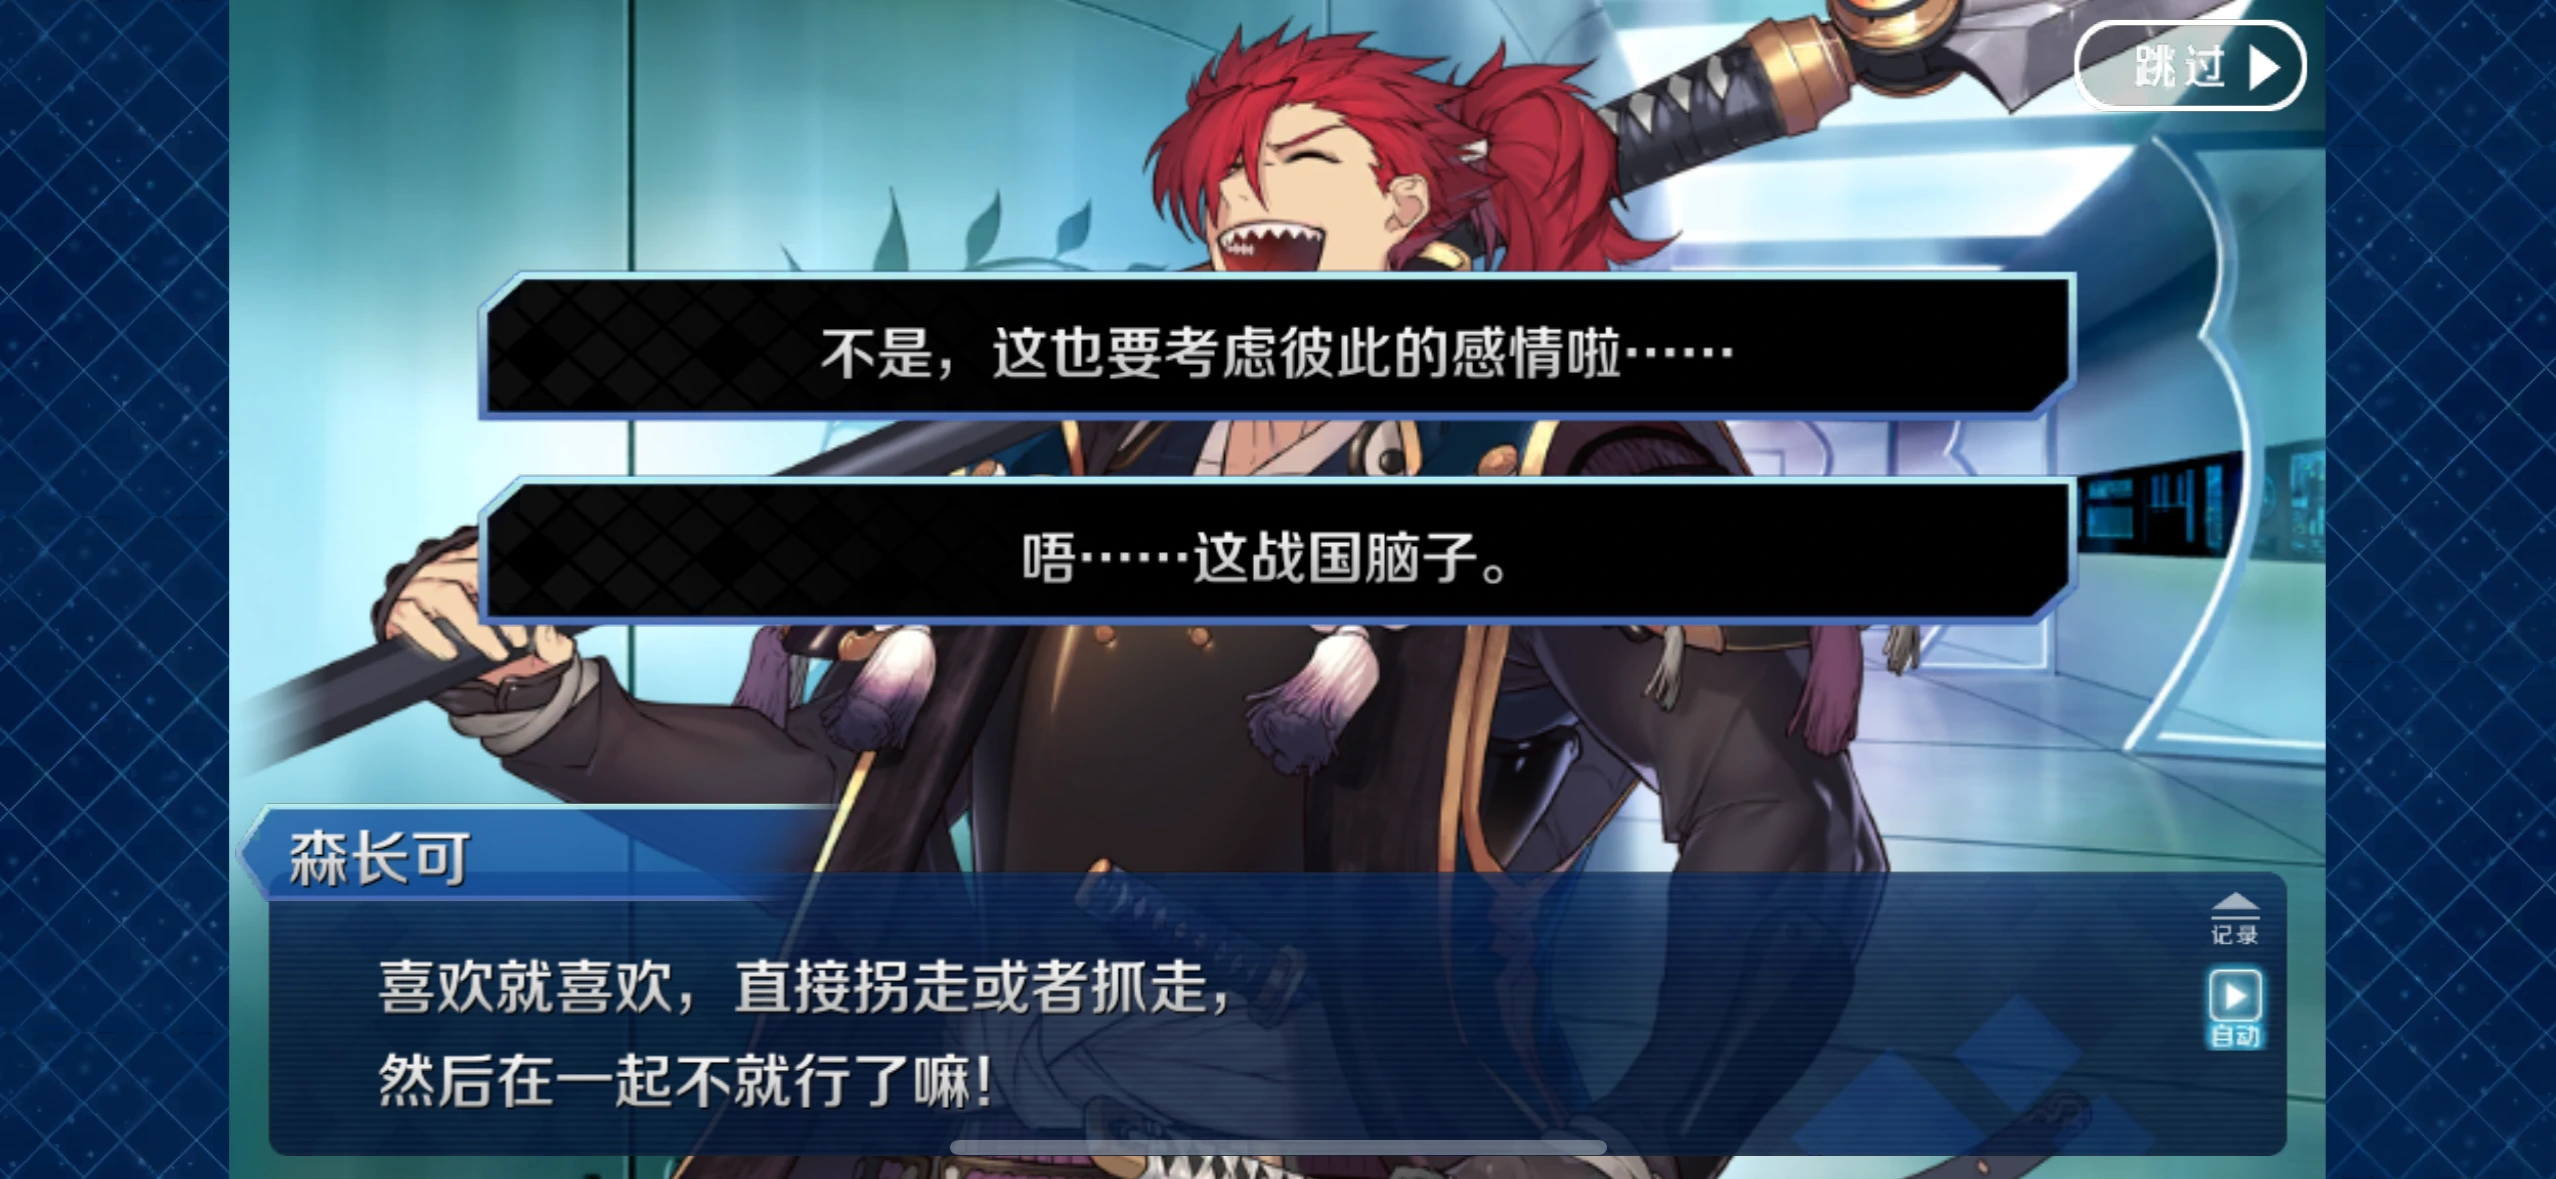 跳过
不是，这也要考虑彼此的感情啦……
唔……这战国脑子。
森长可
喜欢就喜欢，直接拐走或者抓走，
然后在一起不就行了嘛！
记录
自动